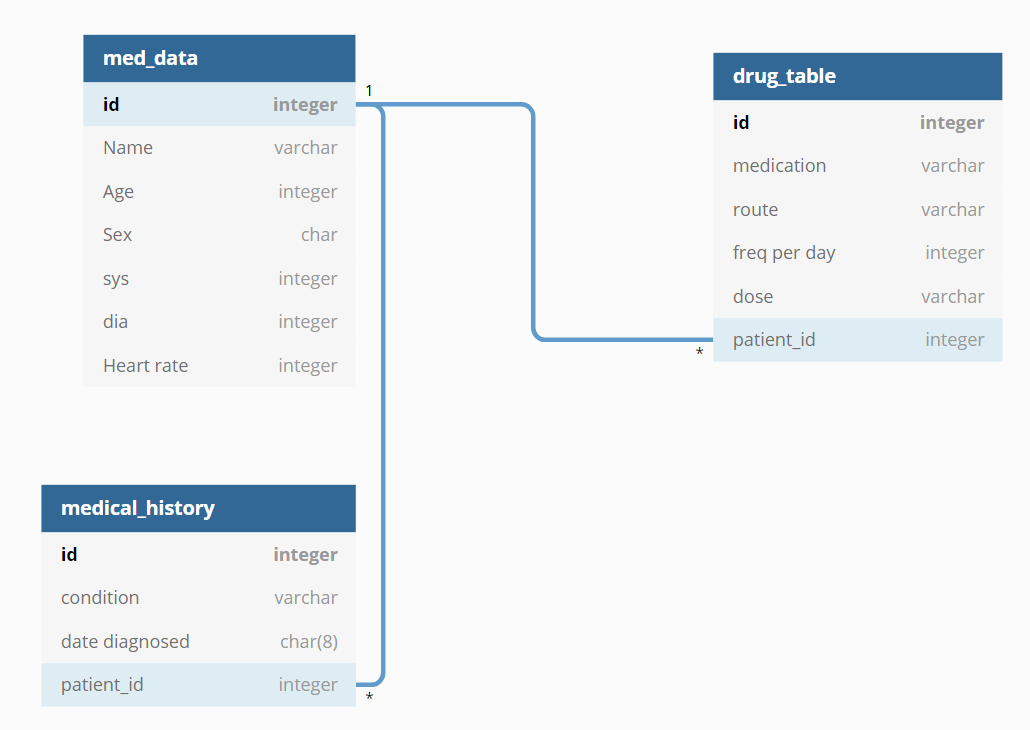 med_data
id integer
Name varchar
Age integer
Sex char
sys integer
dia integer
Heart rate integer
1
drug_table
id integer
medication varchar
route varchar
freq per day integer
dose varchar
patient_id integer
*
medical_history
id integer
condition varchar
date diagnosed char(8)
patient_id integer
*